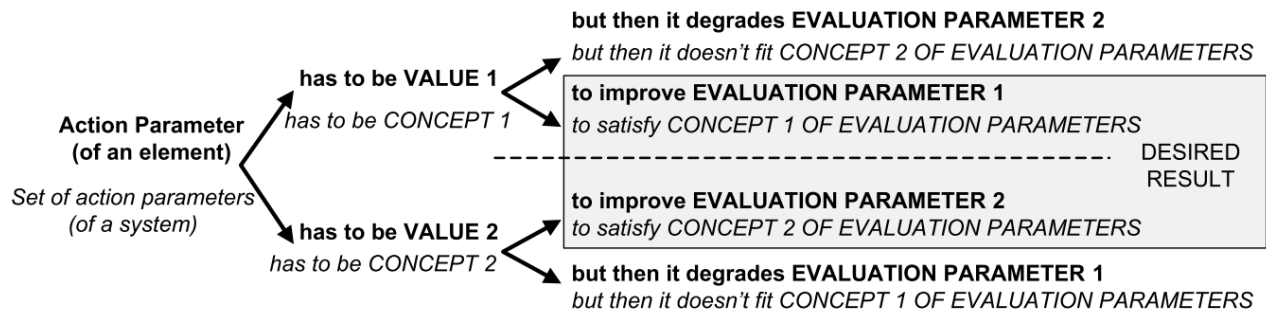 but then it degrades EVALUATION PARAMETER 2
but then it doesn't fit CONCEPT 2 OF EVALUATION PARAMETERS
has to be VALUE 1
has to be CONCEPT 1
to improve EVALUATION PARAMETER 1
to satisfy CONCEPT 1 OF EVALUATION PARAMETERS
Action Parameter
(of an element)
Set of action parameters
(of a system)
DESIRED
RESULT
has to be VALUE 2
has to be CONCEPT 2
to improve EVALUATION PARAMETER 2
to satisfy CONCEPT 2 OF EVALUATION PARAMETERS
but then it degrades EVALUATION PARAMETER 1
but then it doesn't fit CONCEPT 1 OF EVALUATION PARAMETERS